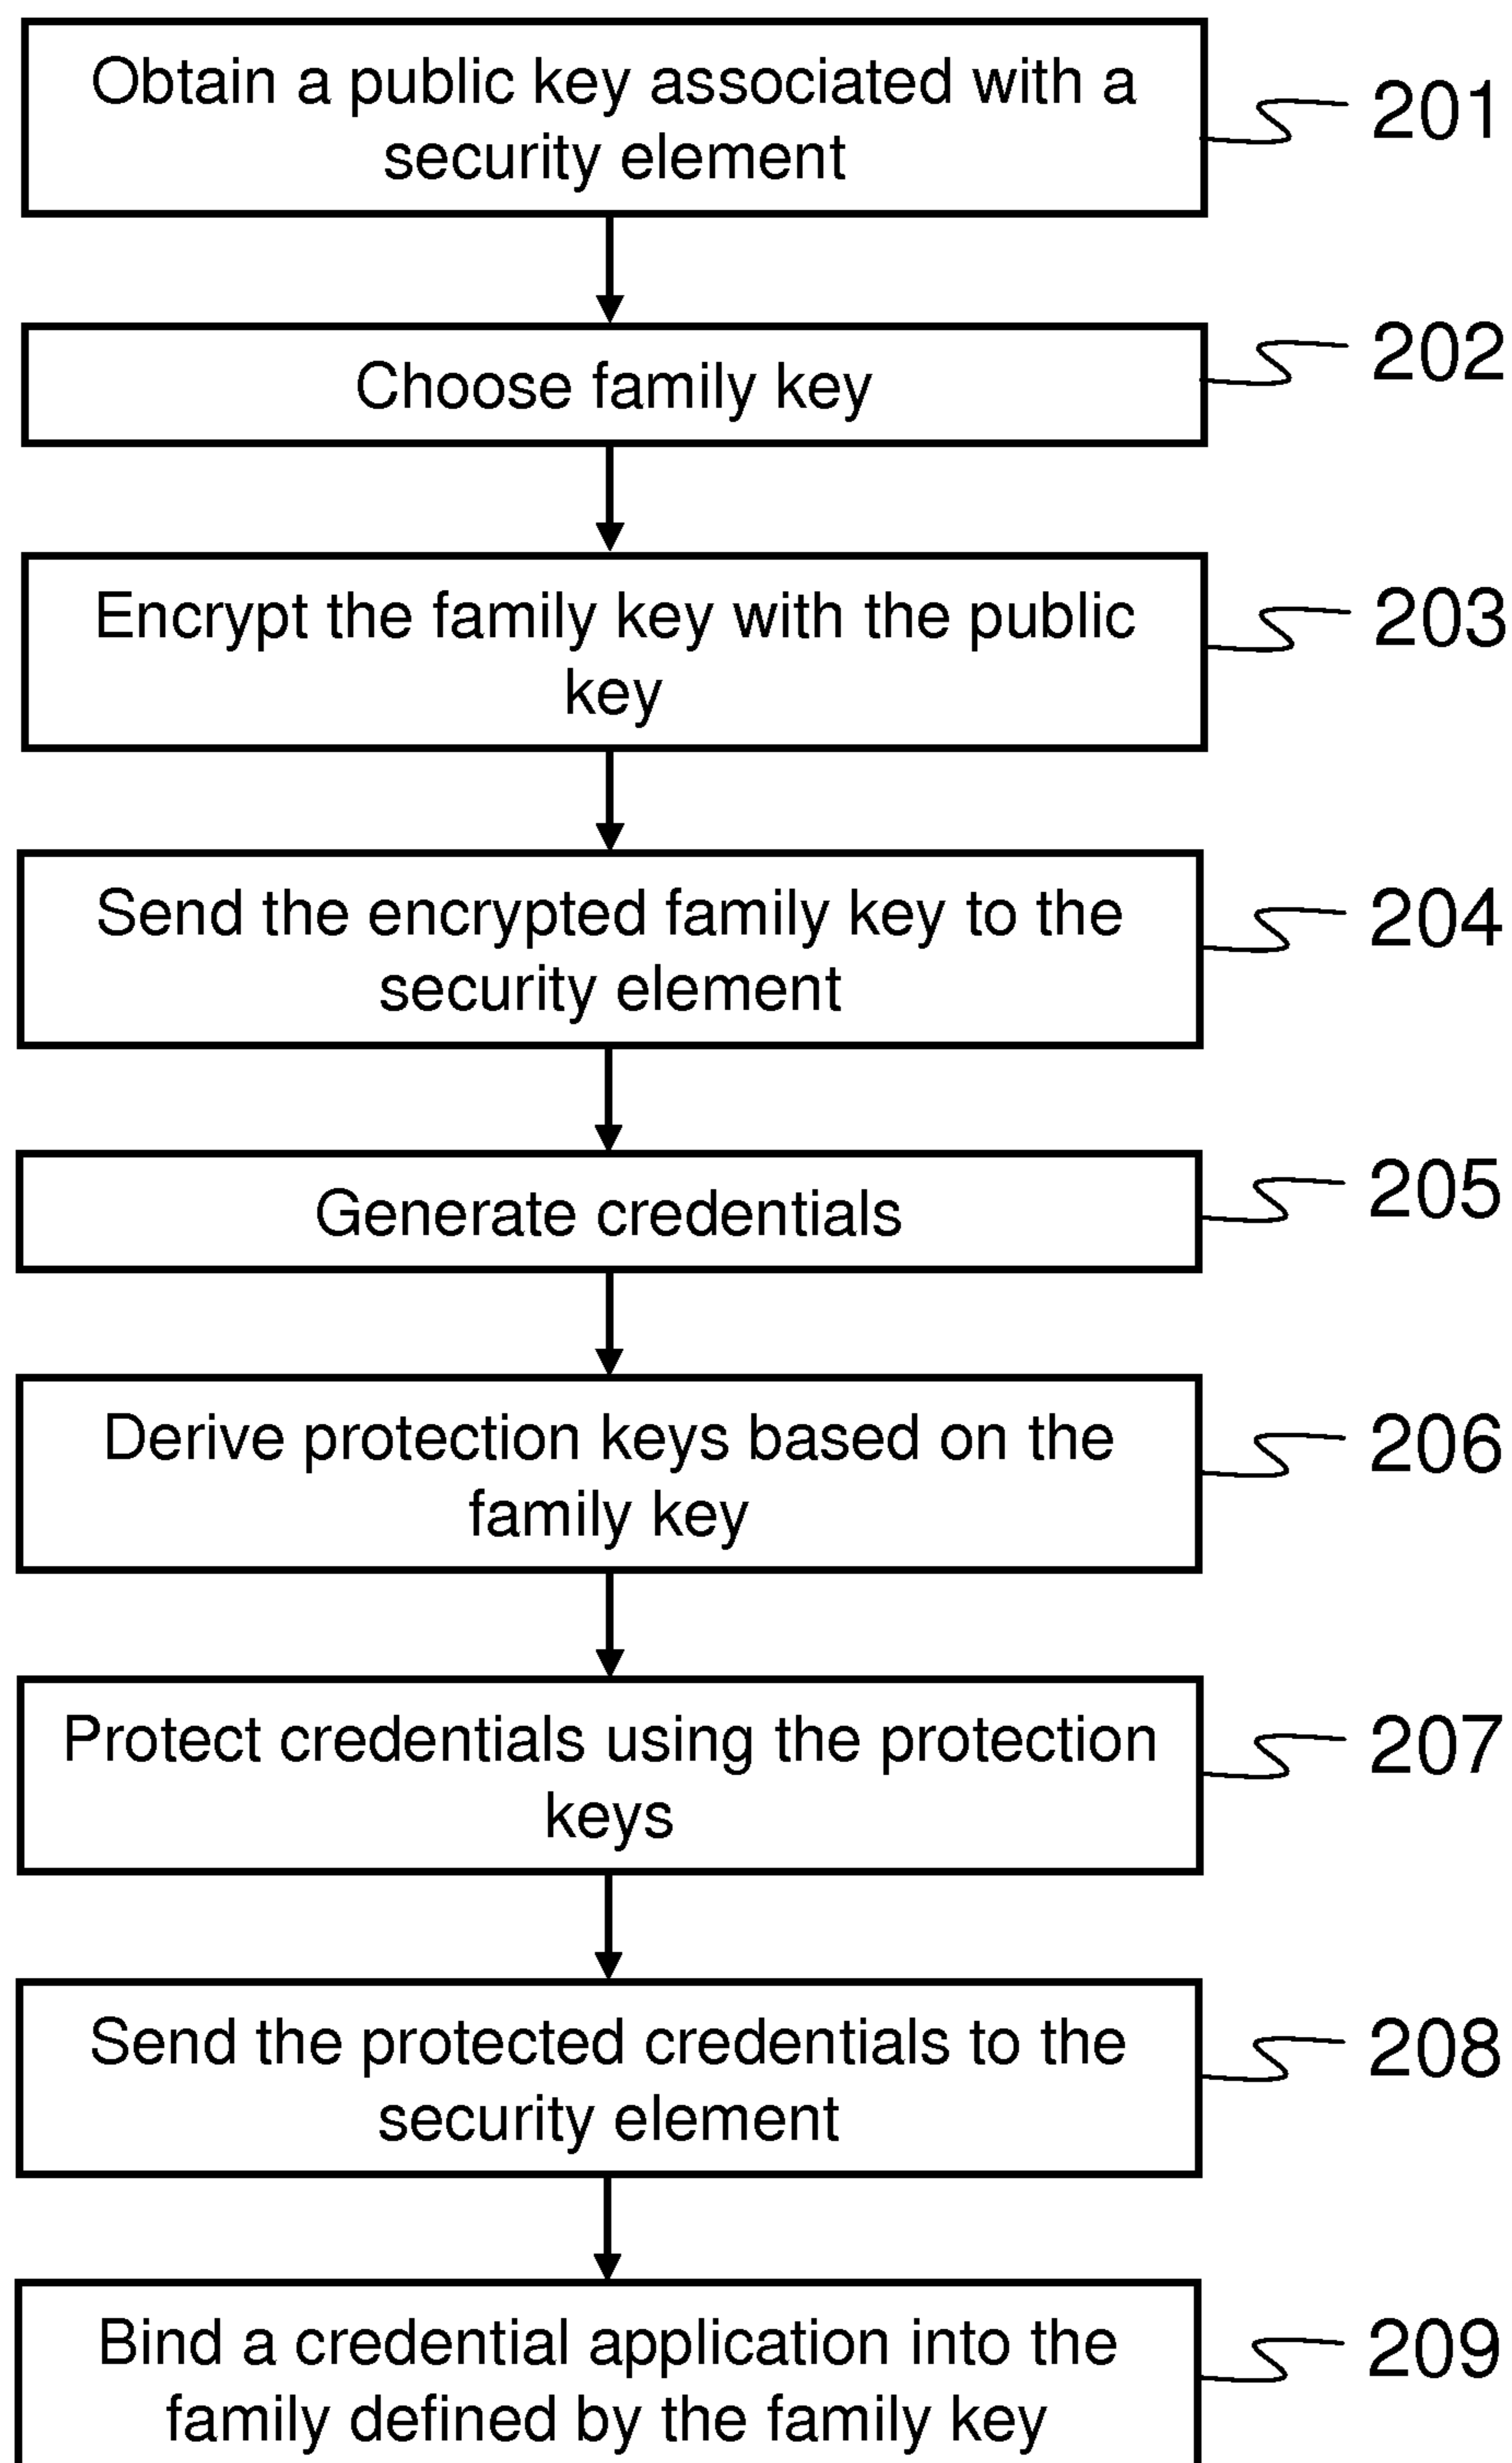 Obtain a public key associated with a
security element
201
Choose family key
202
Encrypt the family key with the public
key
203
Send the encrypted family key to the
security element
204
Generate credentials
205
Derive protection keys based on the
family key
206
Protect credentials using the protection
keys
207
Send the protected credentials to the
security element
208
Bind a credential application into the
family defined by the family key
209